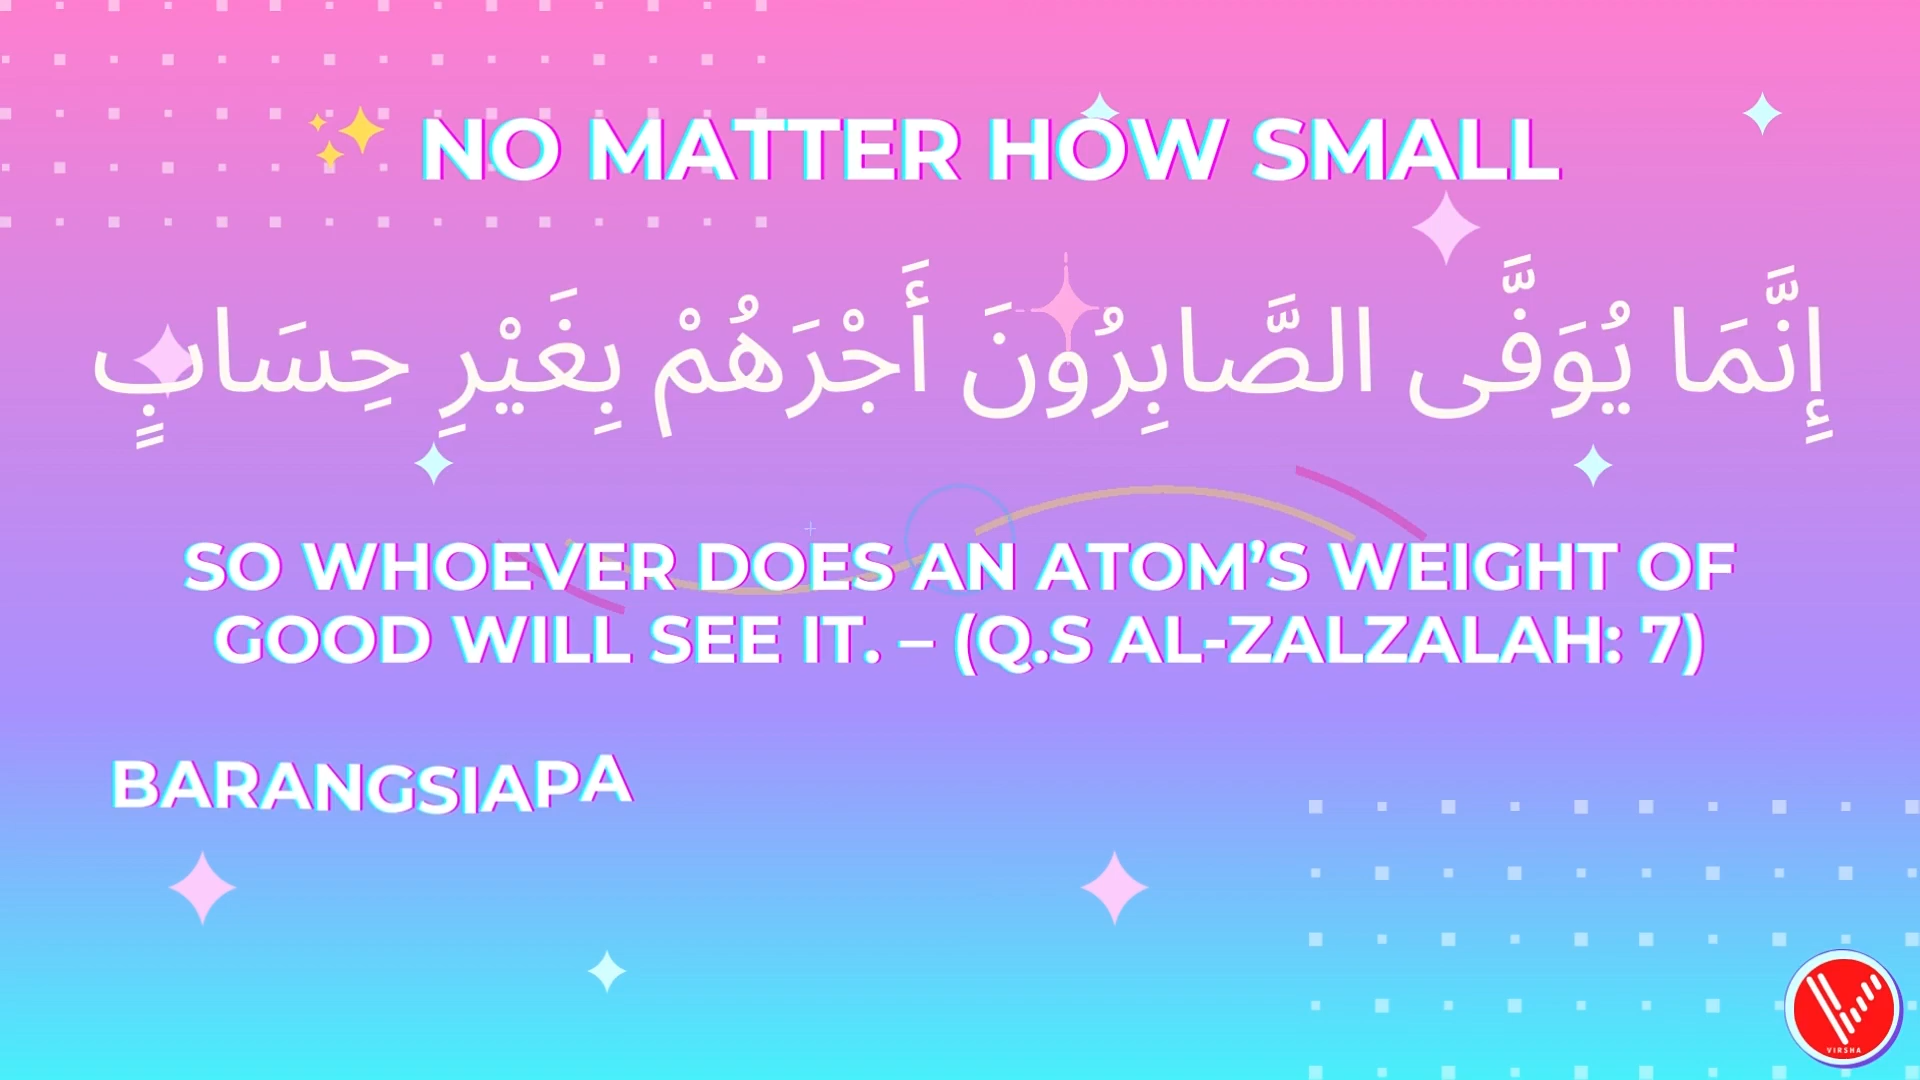 NO MATTER HOW SMALL
إِنَّمَا يُوَفَّى الصَّابِرُونَ أَجْرَهُمْ بِغَيْرِ حِسَابٍ
SO WHOEVER DOES AN ATOM’S WEIGHT OF
GOOD WILL SEE IT. – (Q.S AL-ZALZALAH: 7)
BARANGSIAPA
VIRSHA